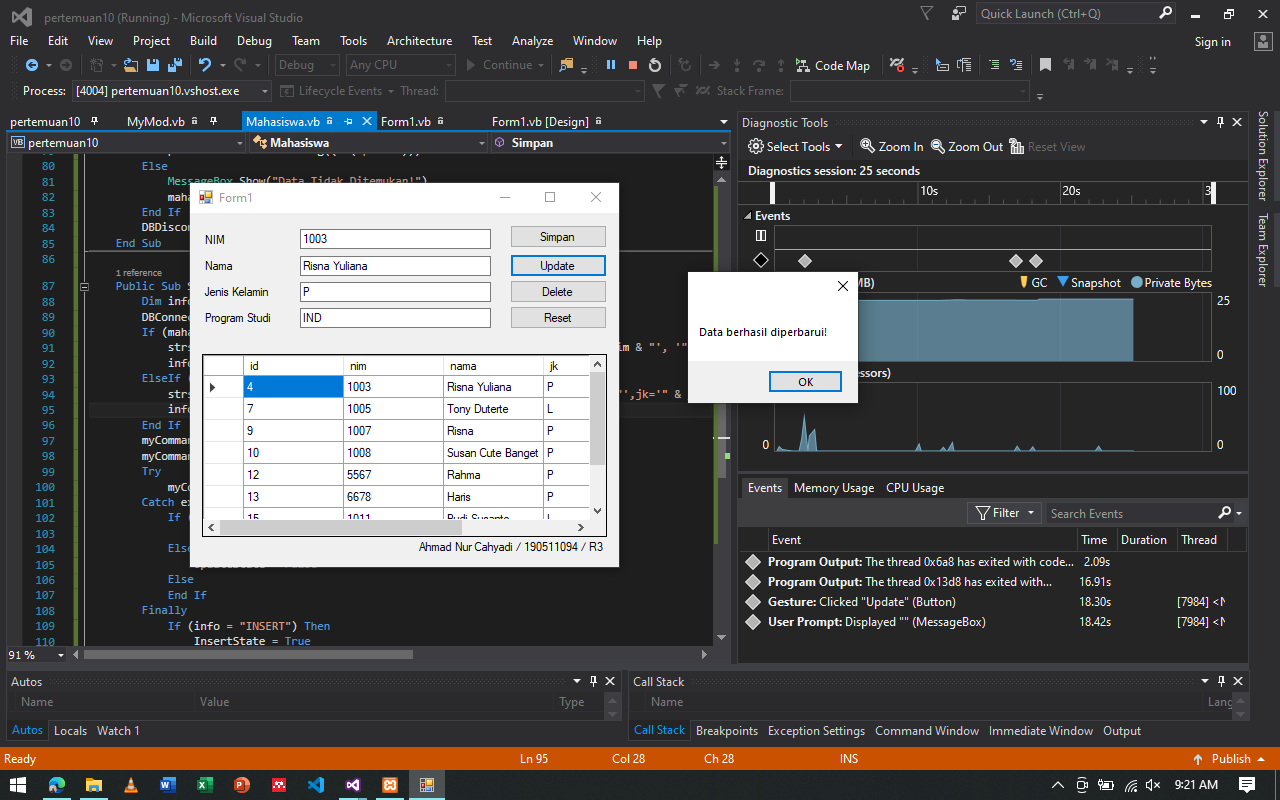 pertemuan10 (Running) - Microsoft Visual Studio
Quick Launch (Ctrl+Q)
File Edit View Project Build Debug Team Tools Architecture Test Analyze Window Help
Sign in
Debug Any CPU Continue Code Map
Process: [4004] pertemuan10.vshost.exe Lifecycle Events Thread: Stack Frame:
pertemuan10 MyMod.vb Mahasiswa.vb Form1.vb Form1.vb [Design]
pertemuan10 Mahasiswa Simpan
80 Else
81 MessageBox.Show("Data Tidak Ditemukan!")
82 maha
83 End If
84 DBDiscon
85 End Sub
86
1 reference
87 Public Sub S
88 Dim info
89 DBConne
90 If (maha
91 strs im & "', '"
92 info
93 ElseIf (
94 strs '",jk='" &
95 info
96 End If
97 myComman
98 myComman
99 Try
100 myCo
101 Catch ex
102 If (
103
104 Else
105
106 Else
107 End If
108 Finally
109 If (info = "INSERT") Then
110 InsertState = True
91 %
Form1
NIM 1003 Simpan
Nama Risna Yuliana Update
Jenis Kelamin P Delete
Program Studi IND Reset
id nim nama jk
4 1003 Risna Yuliana P
7 1005 Tony Duterte L
9 1007 Risna P
10 1008 Susan Cute Banget P
12 5567 Rahma P
13 6678 Haris P
15 1011 Budi Susanto L
Ahmad Nur Cahyadi / 190511094 / R3
Data berhasil diperbarui!
OK
Diagnostic Tools
Select Tools Zoom In Zoom Out Reset View
Diagnostics session: 25 seconds
10s 20s 3
Events
MB) GC Snapshot Private Bytes
25
0
essors)
100
0 0
Events Memory Usage CPU Usage
Filter Search Events
Event Time Duration Thread
Program Output: The thread 0x6a8 has exited with code... 2.09s
Program Output: The thread 0x13d8 has exited with... 16.91s
Gesture: Clicked "Update" (Button) 18.30s [7984] <N
User Prompt: Displayed "" (MessageBox) 18.42s [7984] <N
Solution Explorer
Team Explorer
Autos
Name Value Type
Autos Locals Watch 1
Call Stack
Name Lang
Call Stack Breakpoints Exception Settings Command Window Immediate Window Output
Ready Ln 95 Col 28 Ch 28 INS Publish
9:21 AM